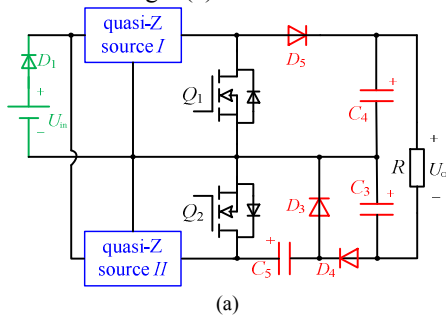 quasi-Z
source I
D1
+
Uin
−
Q1
D5
+
C4
+
R
Uo
−
Q2
D3
C3
+
quasi-Z
source II
+
C5
D4
(a)